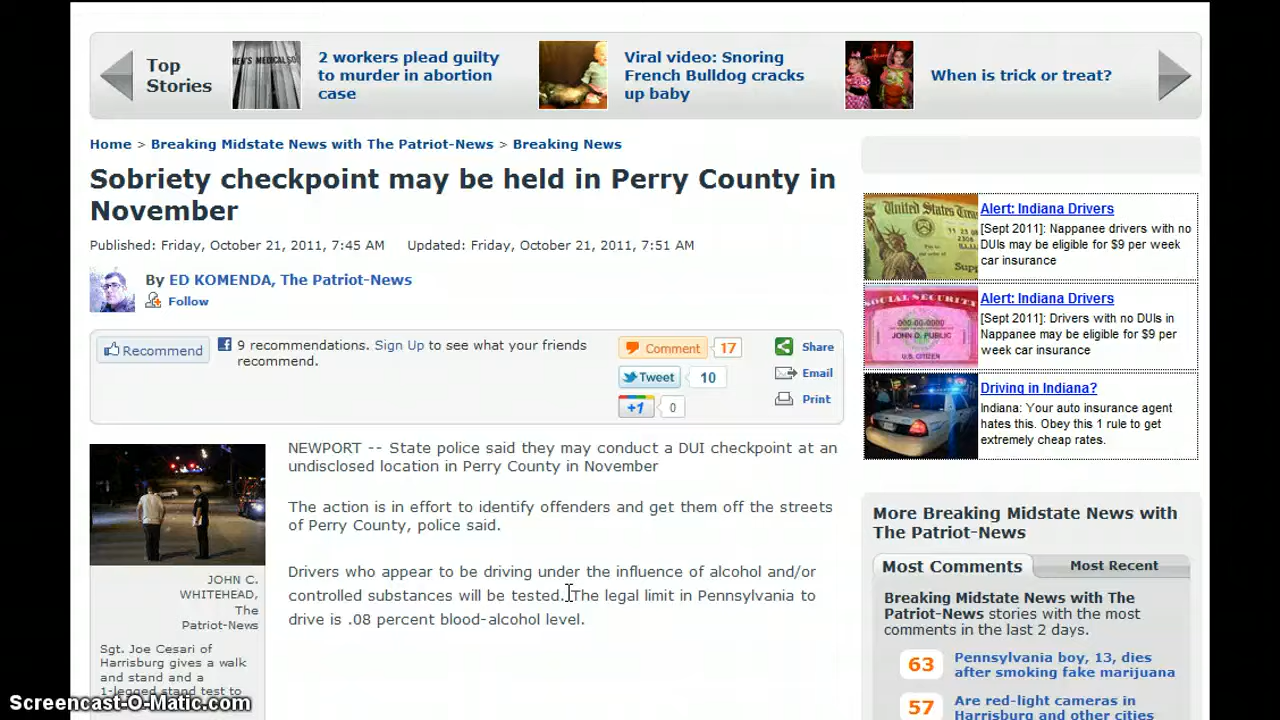 Top
Stories
2 workers plead guilty
to murder in abortion
case
Viral video: Snoring
French Bulldog cracks
up baby
When is trick or treat?
Home > Breaking Midstate News with The Patriot-News > Breaking News
Sobriety checkpoint may be held in Perry County in
November
Published: Friday, October 21, 2011, 7:45 AM Updated: Friday, October 21, 2011, 7:51 AM
By ED KOMENDA, The Patriot-News
Follow
Recommend
recommendations. Sign Up to see what your friends
recommend.
Comment 17
Tweet 10
+1 0
Share
Email
Print
NEWPORT -- State police said they may conduct a DUI checkpoint at an
undisclosed location in Perry County in November
The action is in effort to identify offenders and get them off the streets
of Perry County, police said.
Drivers who appear to be driving under the influence of alcohol and/or
controlled substances will be tested. The legal limit in Pennsylvania to
drive is .08 percent blood-alcohol level.
JOHN C.
WHITEHEAD,
The
Patriot-News
Sgt. Joe Cesari of
Harrisburg gives a walk
and stand and a
1-legged stand test to
Alert: Indiana Drivers
[Sept 2011]: Nappanee drivers with no
DUIs may be eligible for $9 per week
car insurance
Alert: Indiana Drivers
[Sept 2011]: Drivers with no DUIs in
Nappanee may be eligible for $9 per
week car insurance
Driving in Indiana?
Indiana: Your auto insurance agent
hates this. Obey this 1 rule to get
extremely cheap rates.
SOCIAL SECURITY
000-00-0000
JOHN Q. PUBLIC
U.S. CITIZEN
More Breaking Midstate News with
The Patriot-News
Most Comments
Most Recent
Breaking Midstate News with The
Patriot-News stories with the most
comments in the last 2 days.
63 Pennsylvania boy, 13, dies
after smoking fake marijuana
57 Are red-light cameras in
Harrisburg and other cities
Screencast-O-Matic.com